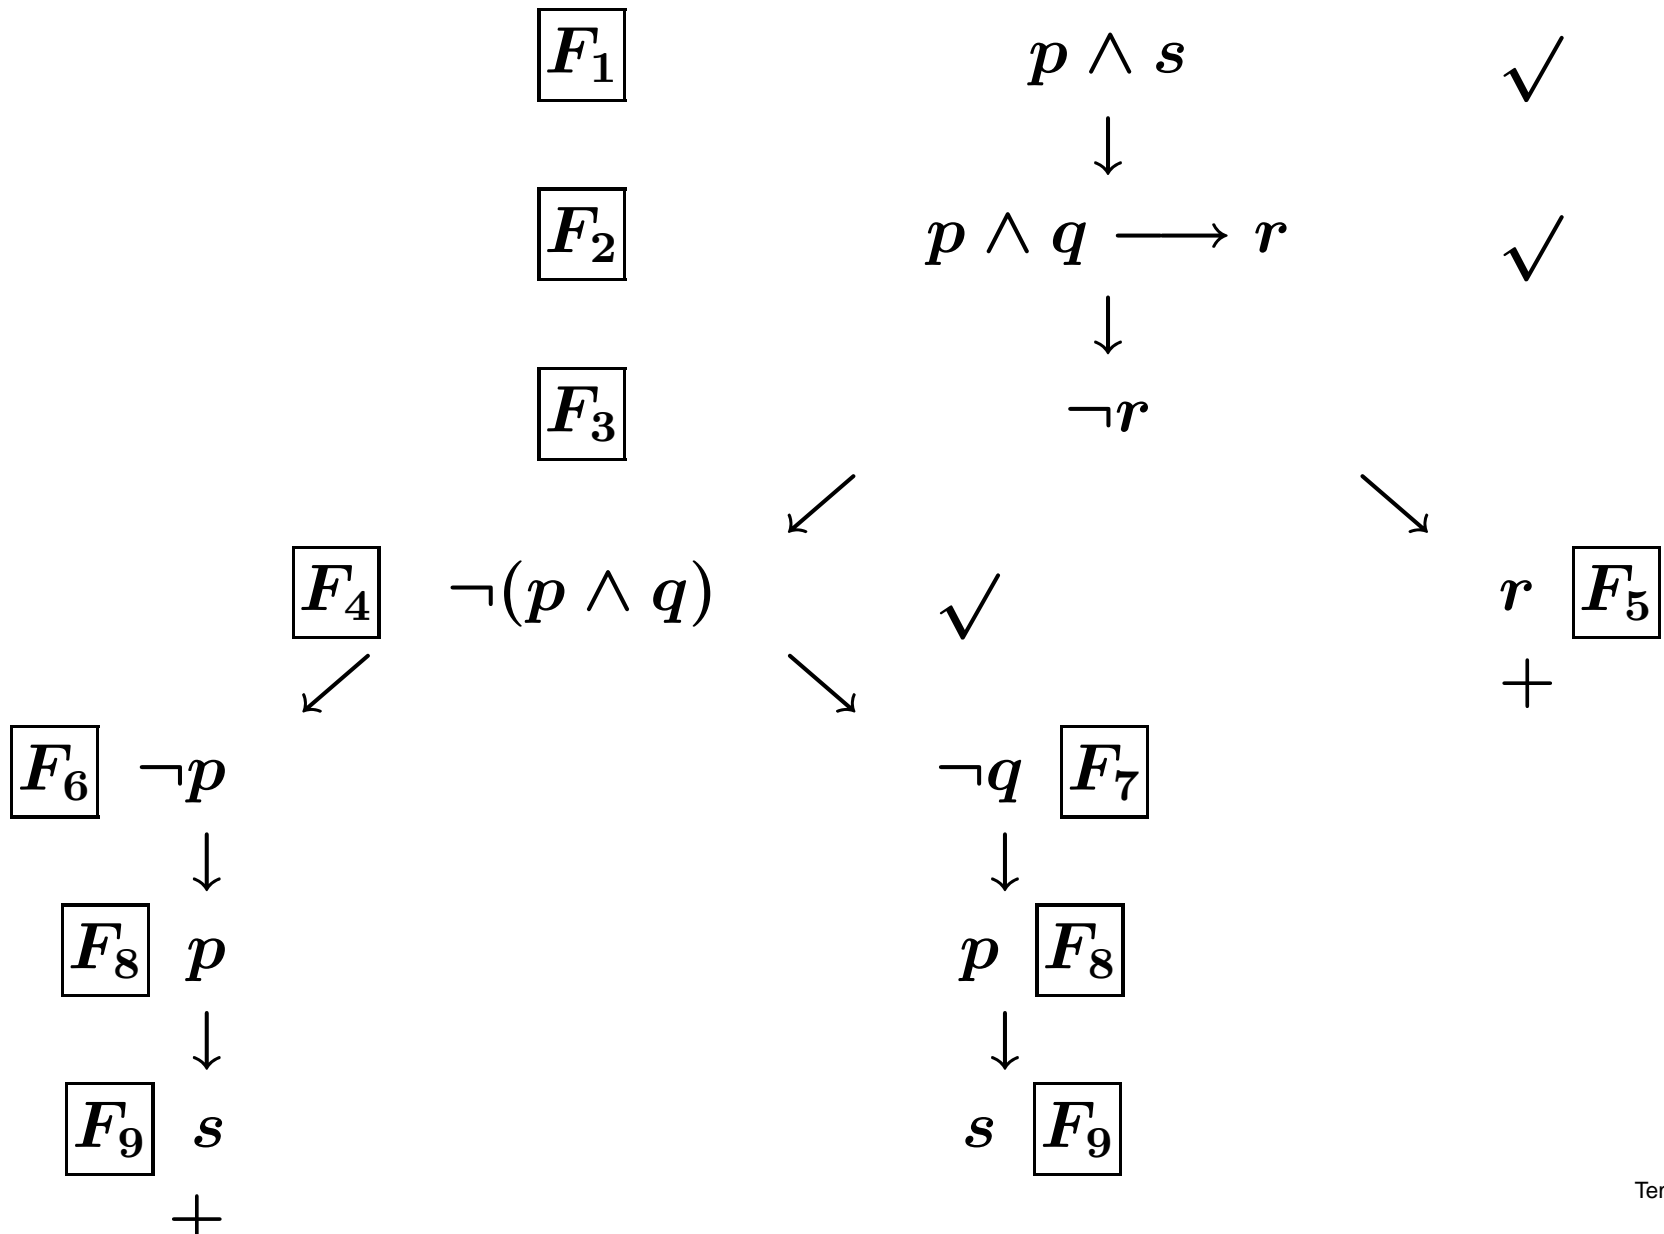 F₁ p ∧ s √
↓
F₂ p ∧ q ⟶ r √
↓
F₃ ¬r
↙ ↘
F₄ ¬(p ∧ q) √ r F₅
↙ ↘ +
F₆ ¬p ¬q F₇
↓ ↓
F₈ p p F₈
↓ ↓
F₉ s s F₉
+